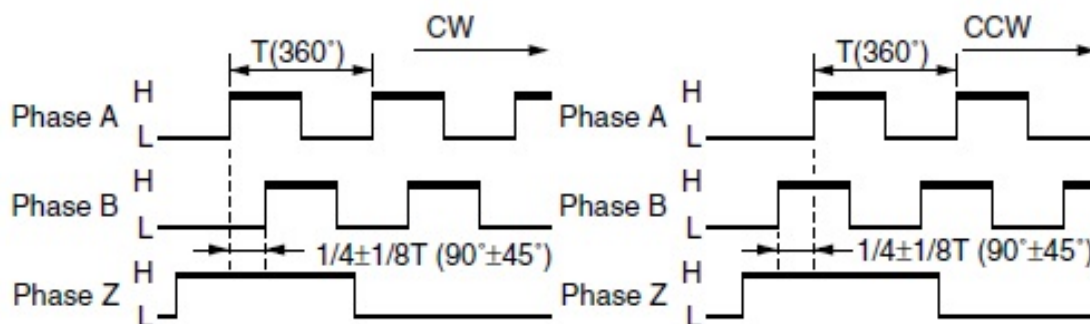 CW
T(360°)
H
Phase A
L
H
Phase B
L
1/4±1/8T (90°±45°)
H
Phase Z
L
CCW
T(360°)
H
Phase A
L
H
Phase B
L
1/4±1/8T (90°±45°)
H
Phase Z
L